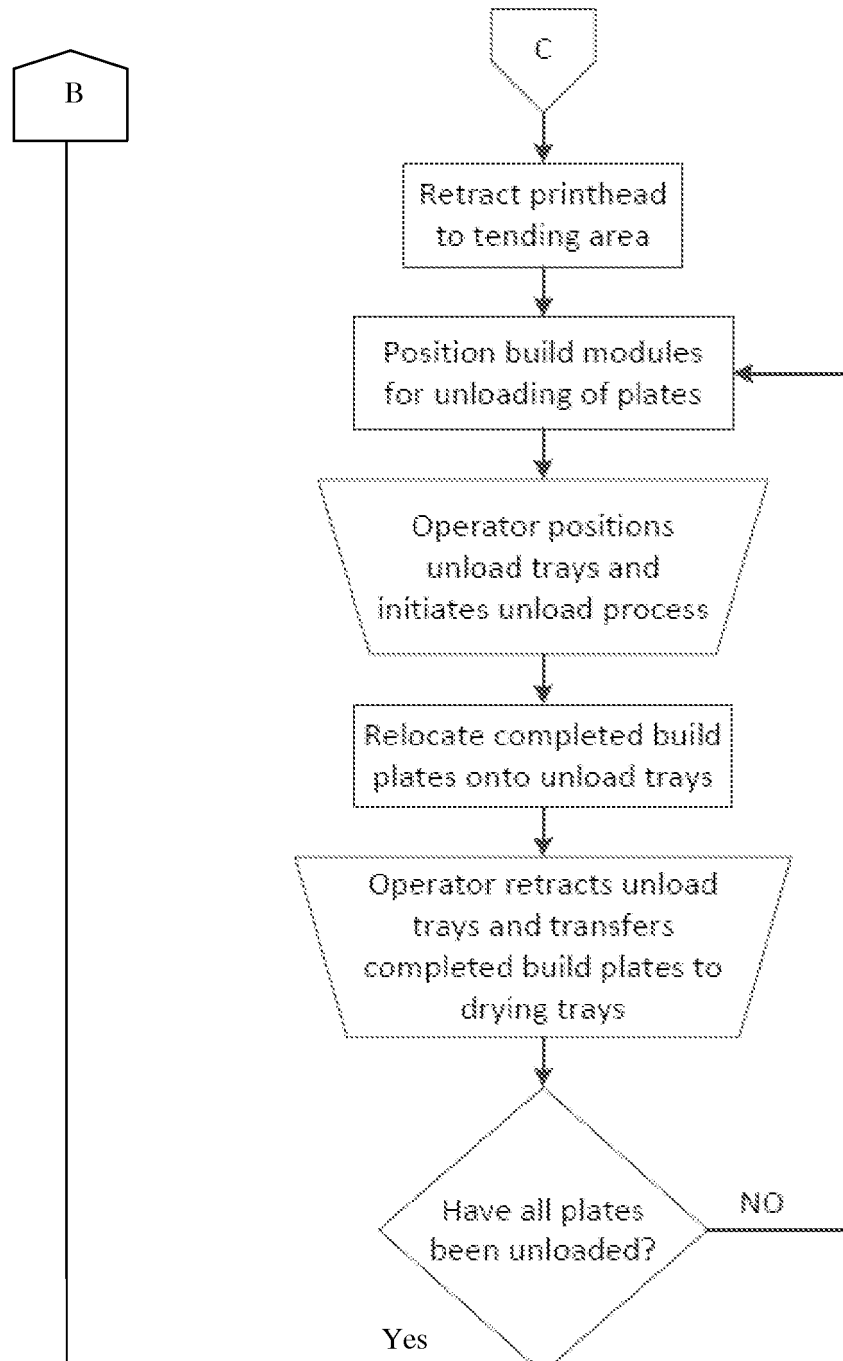 C
B
Retract printhead
to tending area
Position build modules
for unloading of plates
Operator positions
unload trays and
initiates unload process
Relocate completed build
plates onto unload trays
Operator retracts unload
trays and transfers
completed build plates to
drying trays
Have all plates
been unloaded?
NO
Yes